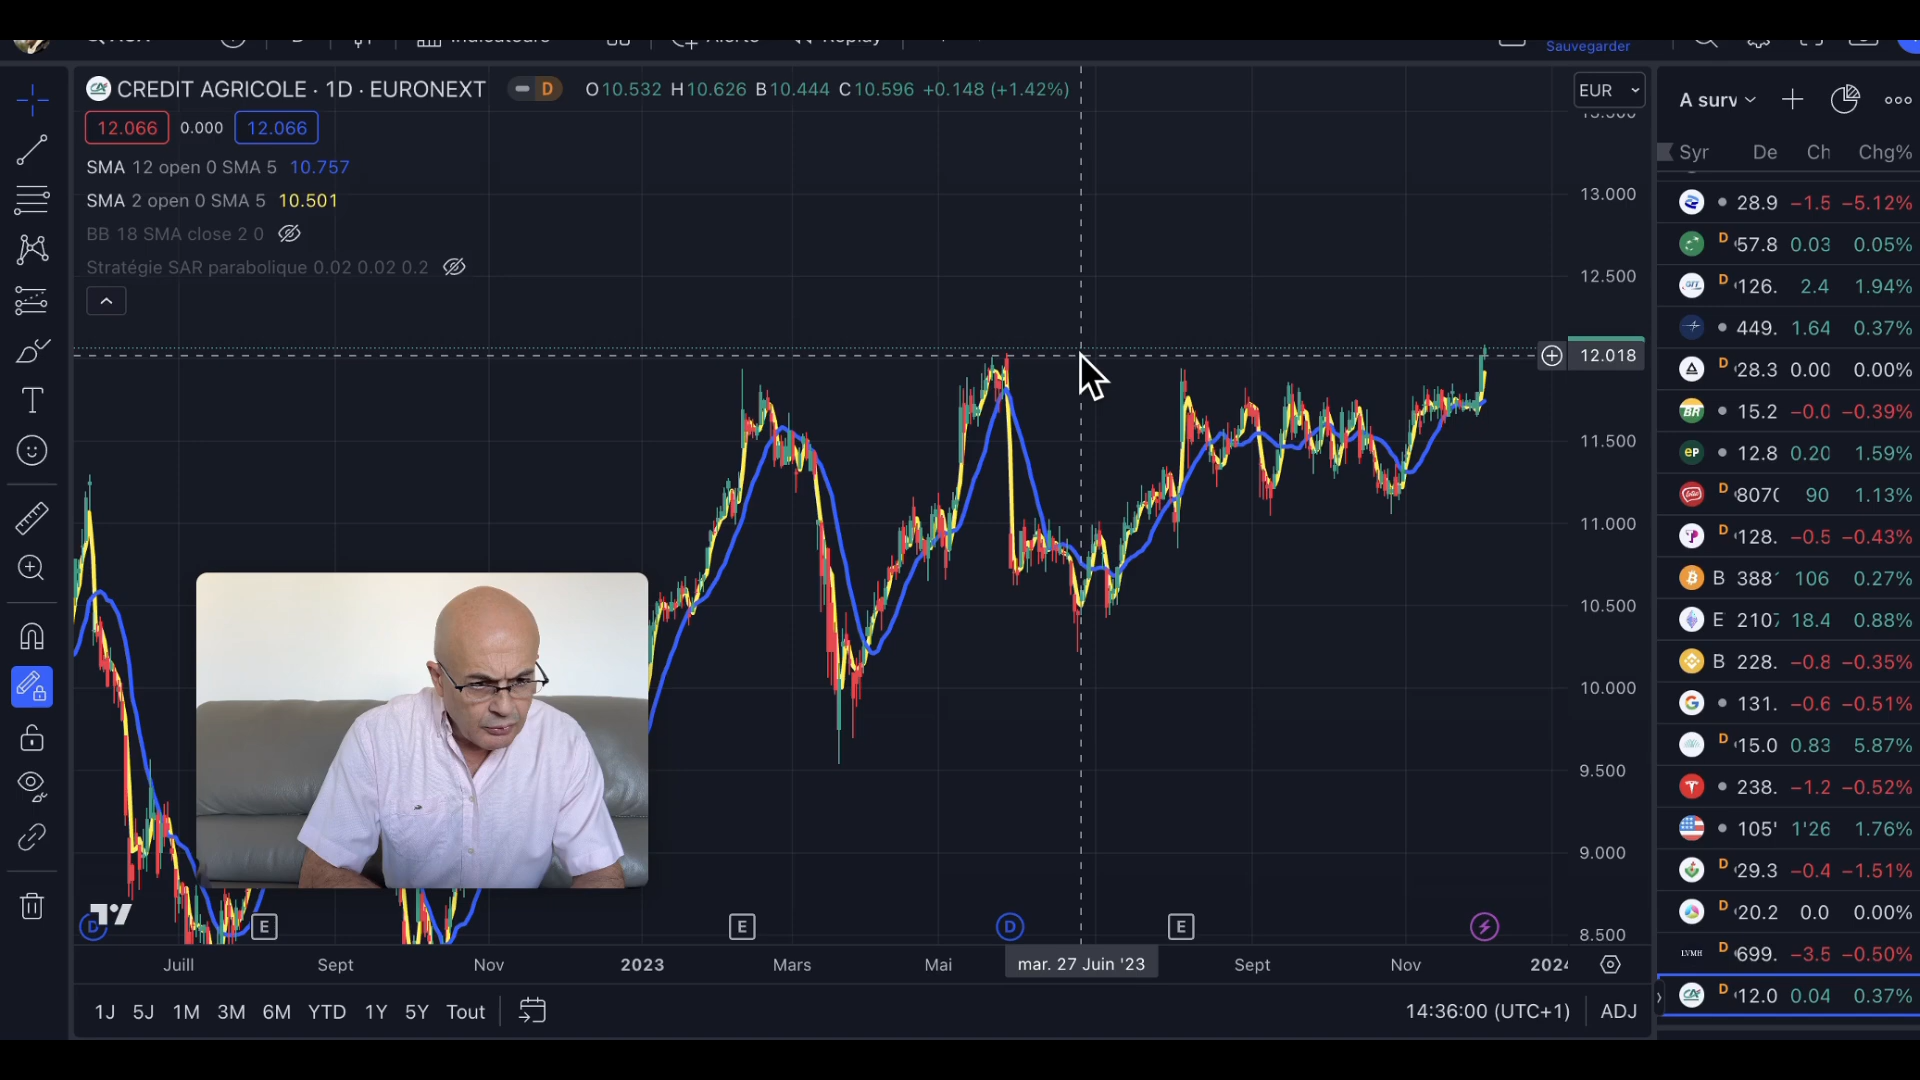 Sauvegarder
CREDIT AGRICOLE · 1D · EURONEXT
D
O10.532 H10.626 B10.444 C10.596 +0.148 (+1.42%)
EUR
12.066 0.000 12.066
SMA 12 open 0 SMA 5 10.757
SMA 2 open 0 SMA 5 10.501
BB 18 SMA close 2 0
Stratégie SAR parabolique 0.02 0.02 0.2
13.000
12.500
12.018
11.500
11.000
10.500
10.000
9.500
9.000
8.500
D E E D E
Juill Sept Nov 2023 Mars Mai mar. 27 Juin '23 Sept Nov
1J 5J 1M 3M 6M YTD 1Y 5Y Tout
14:36:00 (UTC+1) ADJ
A surv
Syr De Ch Chg%
28.9 −1.5 −5.12%
D 57.8 0.03 0.05%
D 126. 2.4 1.94%
449. 1.64 0.37%
28.3 0.00 0.00%
BR 15.2 −0.0 −0.39%
eP 12.8 0.20 1.59%
D 807 90 1.13%
D 128. −0.5 −0.43%
B 388 106 0.27%
E 210 18.4 0.88%
B 228. −0.8 −0.35%
G 131. −0.6 −0.51%
D 15.0 0.83 5.87%
238. −1.2 −0.52%
105' 1'26 1.76%
D 29.3 −0.4 −1.51%
D 20.2 0.0 0.00%
LVMH D 699. −3.5 −0.50%
D 12.0 0.04 0.37%